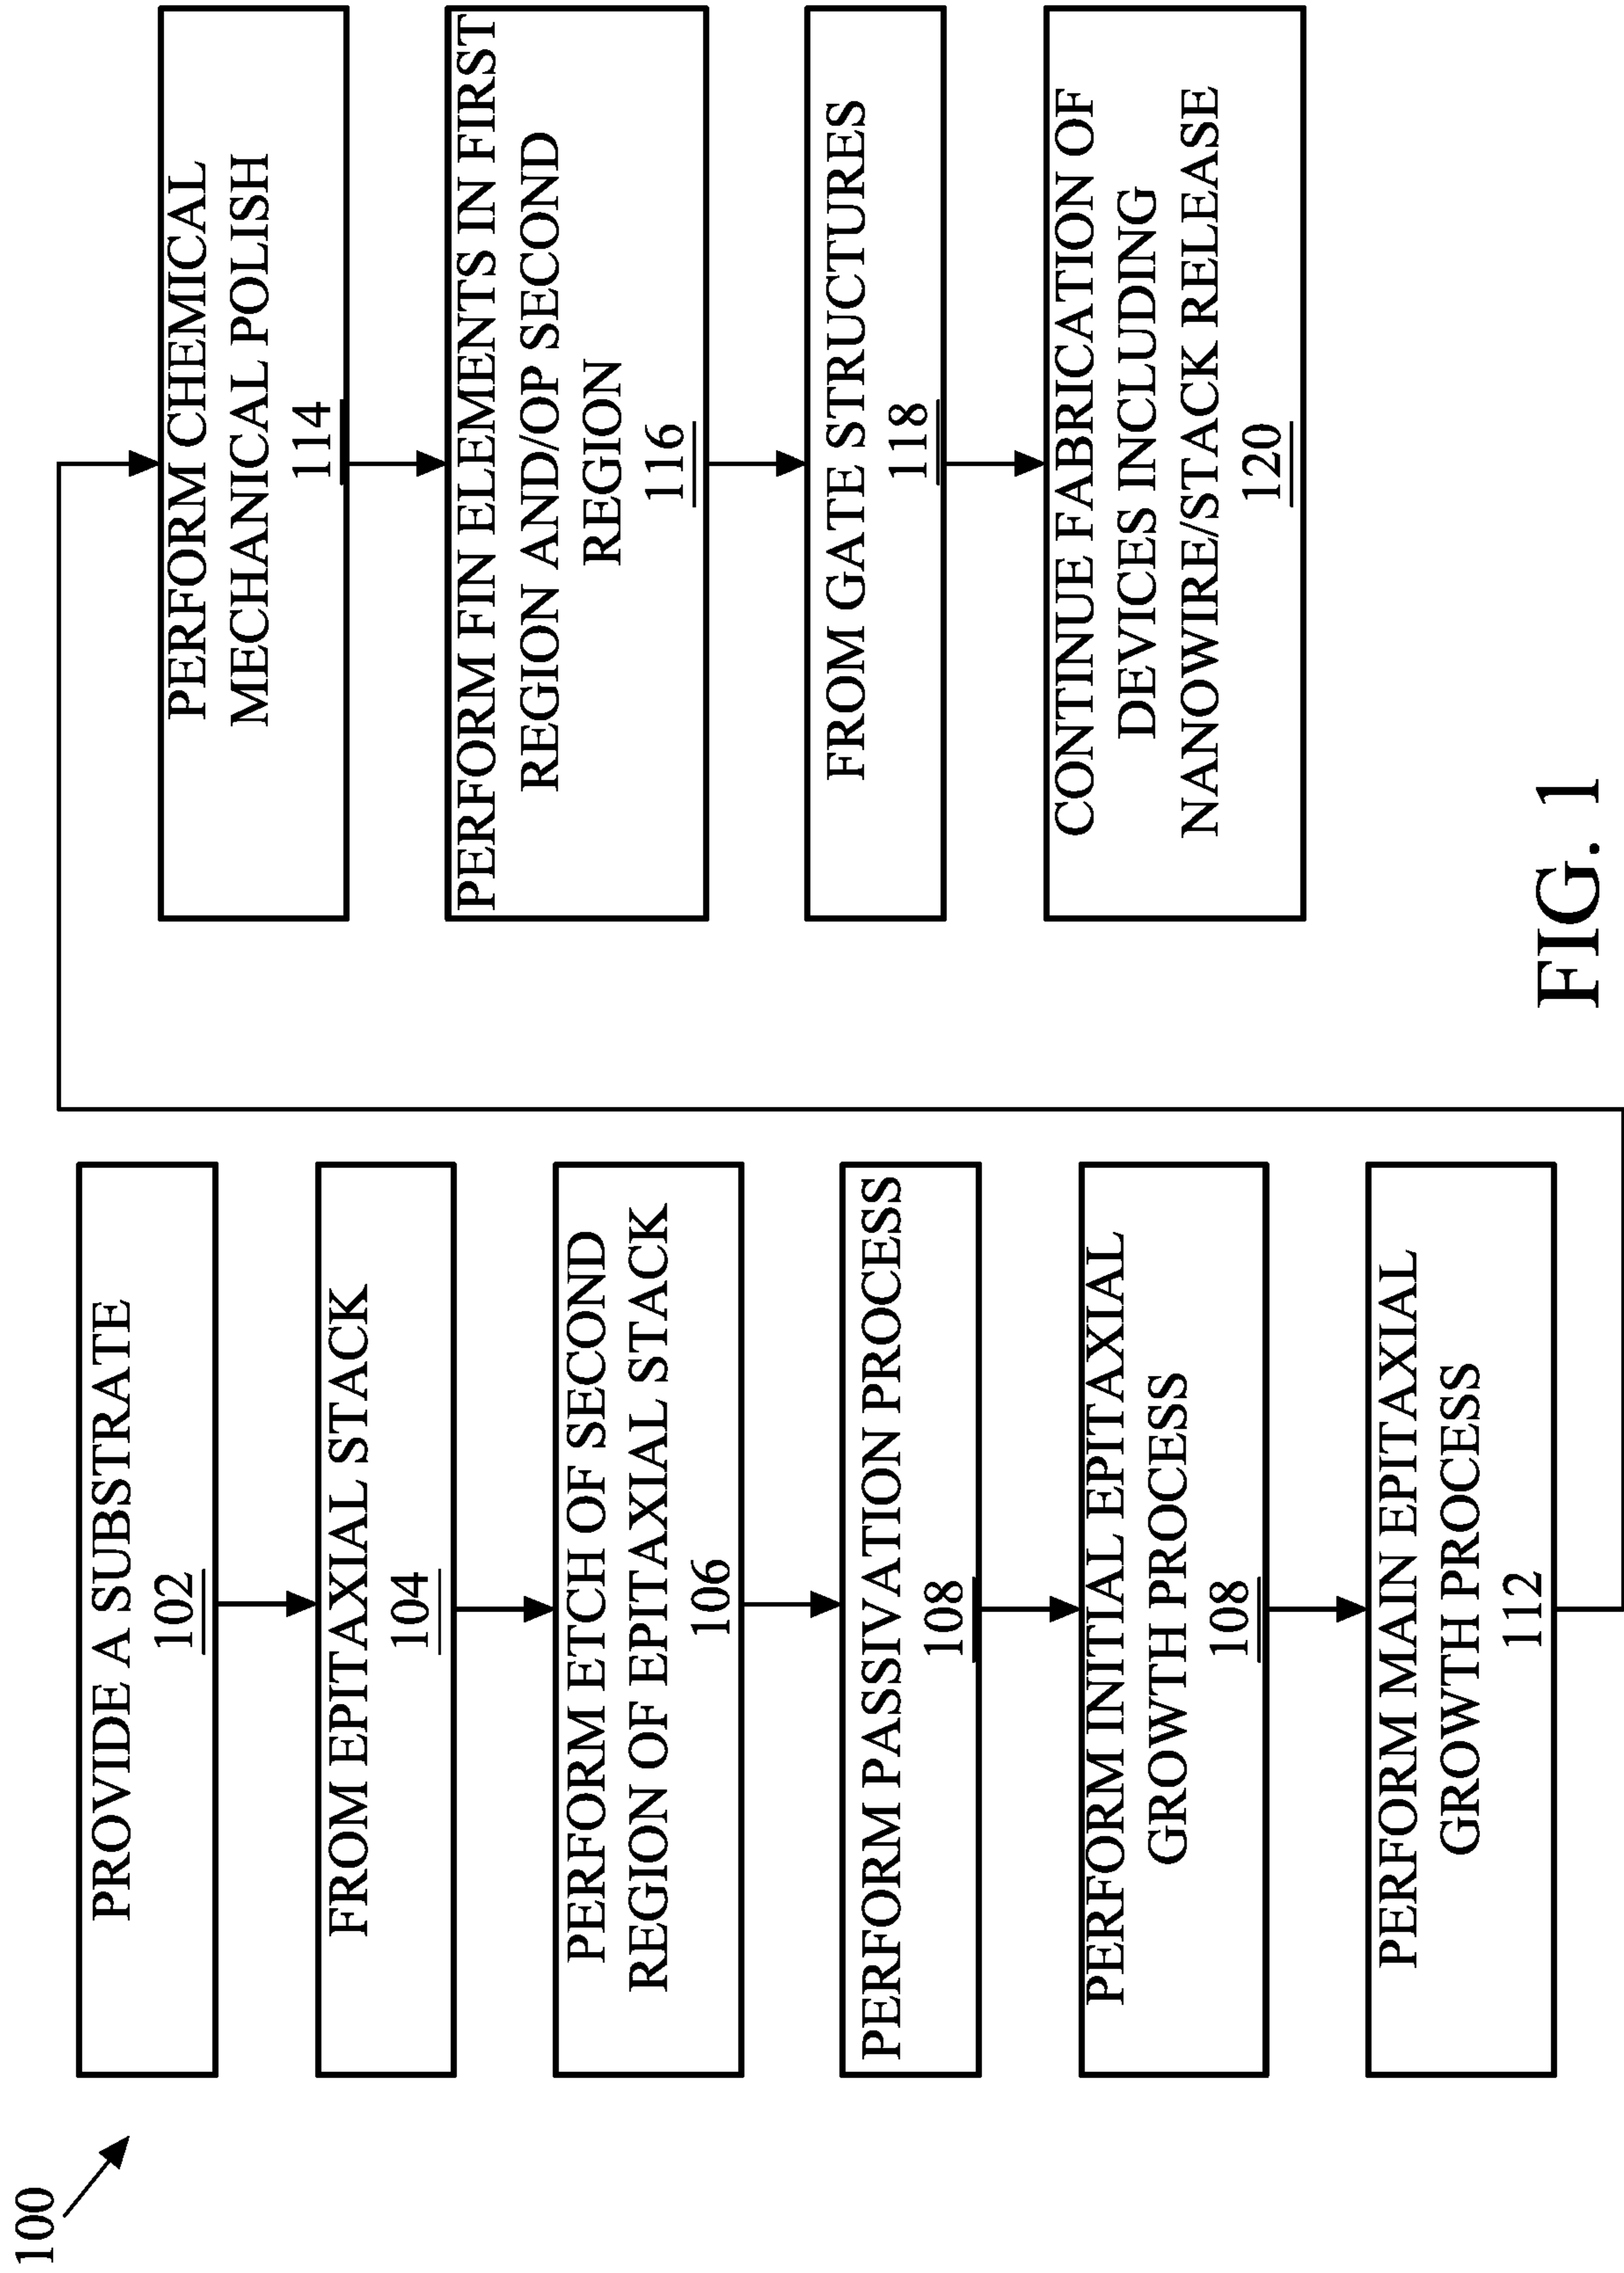 100
PROVIDE A SUBSTRATE
102
FROM EPITAXIAL STACK
104
PERFORM ETCH OF SECOND
REGION OF EPITAXIAL STACK
106
PERFORM PASSIVATION PROCESS
108
PERFORM INITIAL EPITAXIAL
GROWTH PROCESS
108
PERFORM MAIN EPITAXIAL
GROWTH PROCESS
112
PERFORM CHEMICAL
MECHANICAL POLISH
114
PERFORM FIN ELEMENTS IN FIRST
REGION AND/OP SECOND
REGION
116
FROM GATE STRUCTURES
118
CONTINUE FABRICATION OF
DEVICES INCLUDING
NANOWIRE/STACK RELEASE
120
FIG. 1